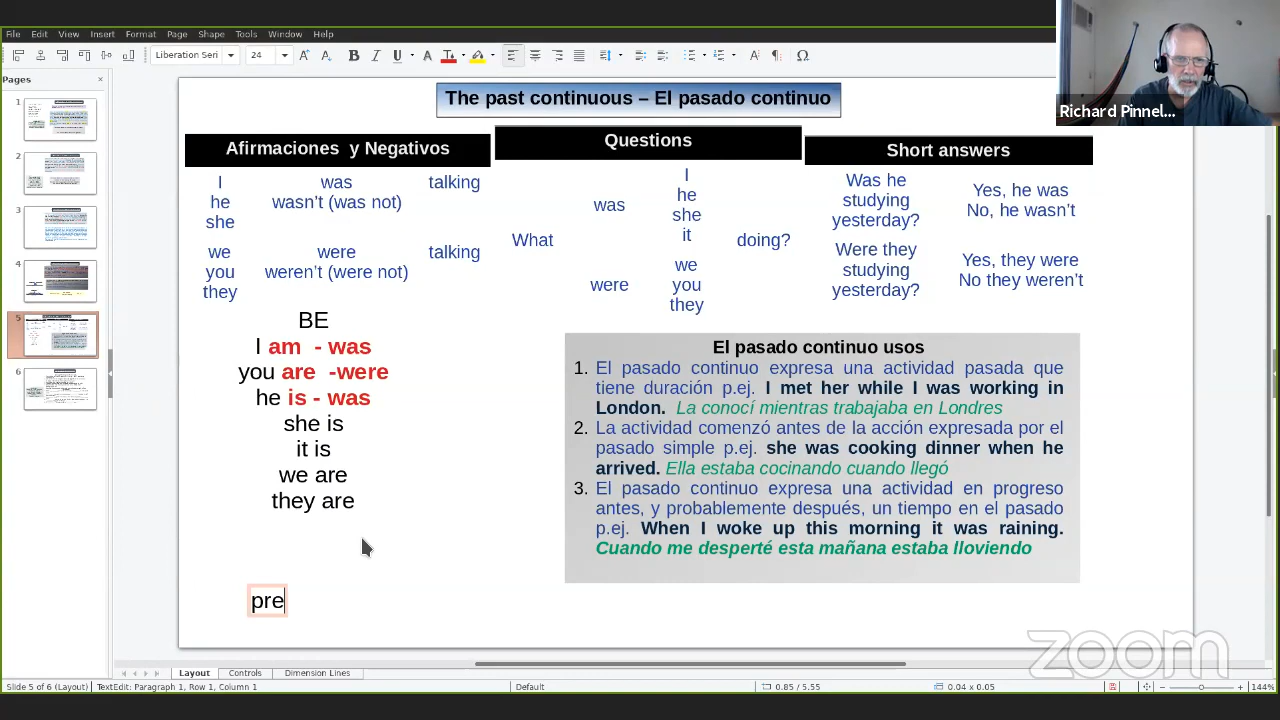 File Edit View Insert Format Page Shape Tools Window Help
Liberation Seri 24
Pages
The past continuous – El pasado continuo
Afirmaciones y Negativos
Questions
Short answers
I was talking
he wasn't (was not)
she
we were talking
you weren't (were not)
they
I
he
was
she
it
What doing?
we
were you
they
Was he
studying
yesterday?
Yes, he was
No, he wasn't
Were they
studying
yesterday?
Yes, they were
No they weren't
BE
I am - was
you are -were
he is - was
she is
it is
we are
they are
El pasado continuo usos
1. El pasado continuo expresa una actividad pasada que
tiene duración p.ej. I met her while I was working in
London. La conocí mientras trabajaba en Londres
2. La actividad comenzó antes de la acción expresada por el
pasado simple p.ej. she was cooking dinner when he
arrived. Ella estaba cocinando cuando llegó
3. El pasado continuo expresa una actividad en progreso
antes, y probablemente después, un tiempo en el pasado
p.ej. When I woke up this morning it was raining.
Cuando me desperté esta mañana estaba lloviendo
pre
Richard Pinnel...
1
2
3
4
5
6
zoom
Layout Controls Dimension Lines
Slide 5 of 6 (Layout) TextEdit: Paragraph 1, Row 1, Column 1 Default 0.85 / 5.55 0.04 x 0.05 144%